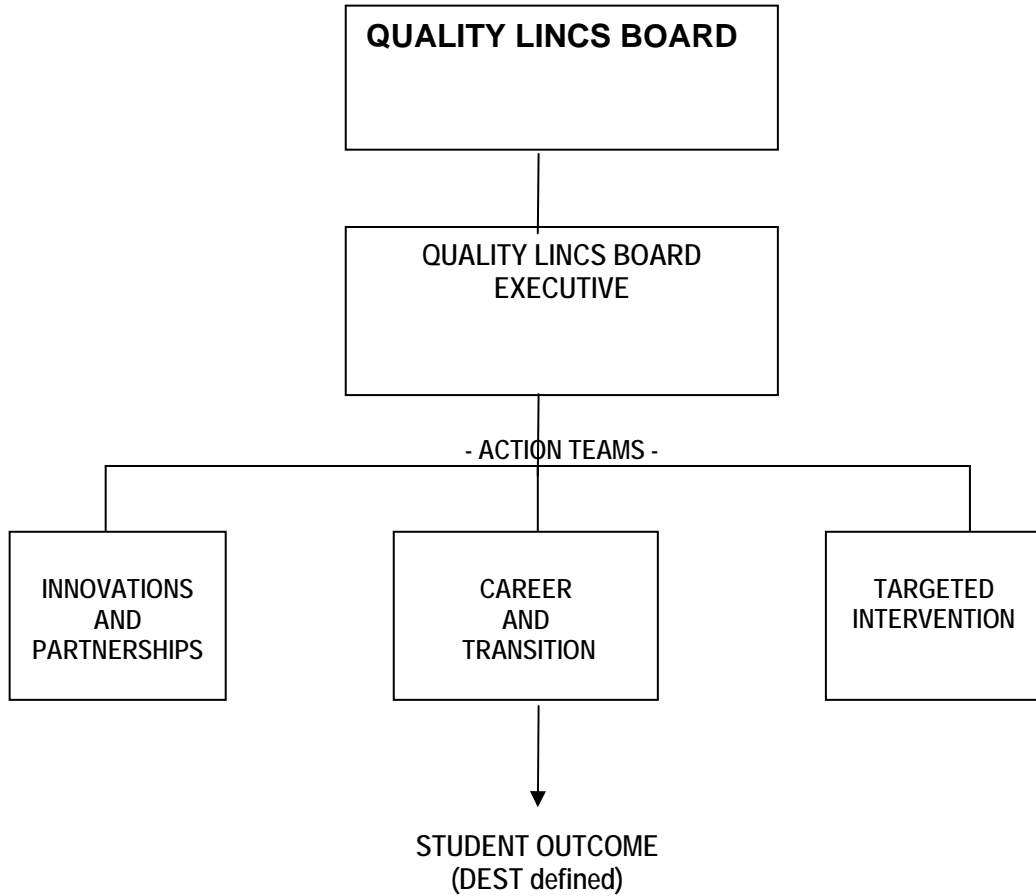 QUALITY LINCS BOARD
QUALITY LINCS BOARD
EXECUTIVE
- ACTION TEAMS -
INNOVATIONS
AND
PARTNERSHIPS
CAREER
AND
TRANSITION
TARGETED
INTERVENTION
STUDENT OUTCOME
(DEST defined)